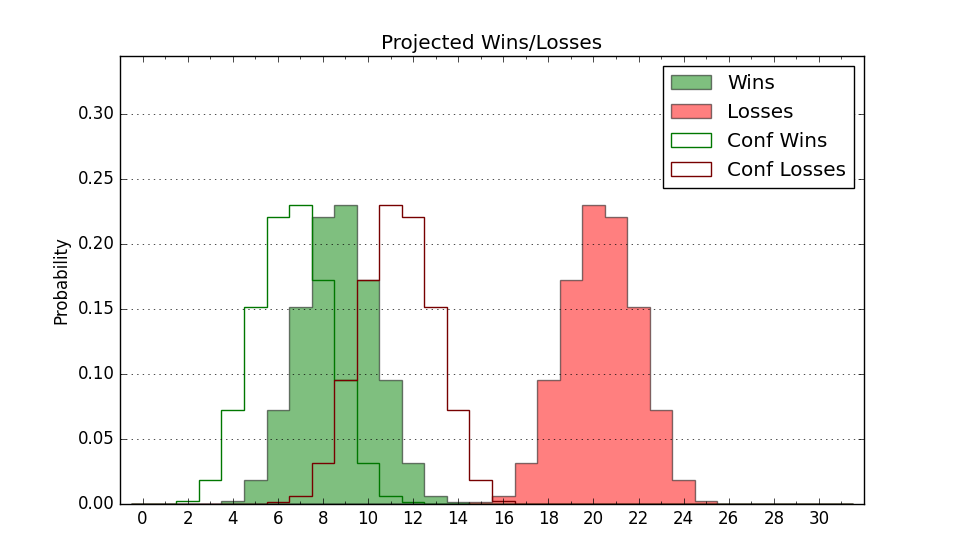 Projected Wins/Losses
Wins
Losses
Conf Wins
Conf Losses
0.30
0.25
0.20
0.15
0.10
0.05
0.00
Probability
0 2 4 6 8 10 12 14 16 18 20 22 24 26 28 30